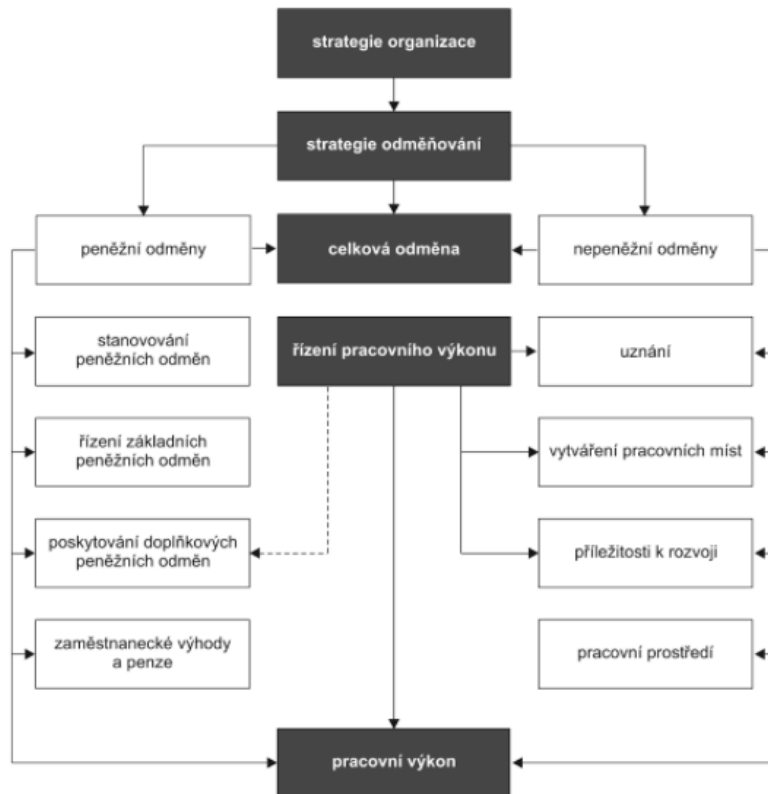 strategie organizace
strategie odměňování
peněžní odměny
celková odměna
nepeněžní odměny
stanovování
peněžních odměn
řízení pracovního výkonu
uznání
řízení základních
peněžních odměn
vytváření pracovních míst
poskytování doplňkových
peněžních odměn
příležitosti k rozvoji
zaměstnanecké výhody
a penze
pracovní prostředí
pracovní výkon